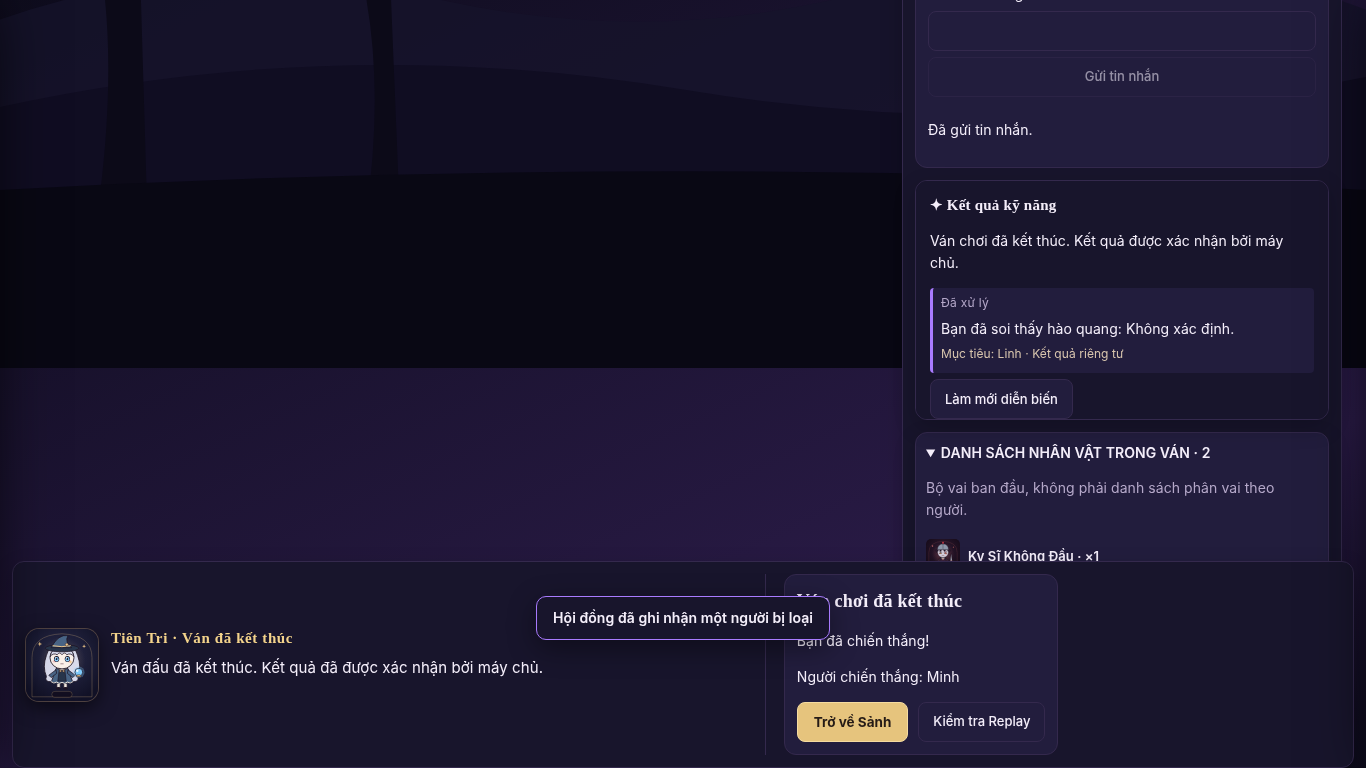 Gửi tin nhắn
Đã gửi tin nhắn.
✦ Kết quả kỹ năng
Ván chơi đã kết thúc. Kết quả được xác nhận bởi máy
chủ.
Đã xử lý
Bạn đã soi thấy hào quang: Không xác định.
Mục tiêu: Linh · Kết quả riêng tư
Làm mới diễn biến
▼ DANH SÁCH NHÂN VẬT TRONG VÁN · 2
Bộ vai ban đầu, không phải danh sách phân vai theo
người.
Kỵ Sĩ Không Đầu · ×1
Tiên Tri · Ván đã kết thúc
Ván đấu đã kết thúc. Kết quả đã được xác nhận bởi máy chủ.
Hội đồng đã ghi nhận một người bị loại
chơi đã kết thúc
Bạn đã chiến thắng!
Người chiến thắng: Minh
Trở về Sảnh
Kiểm tra Replay